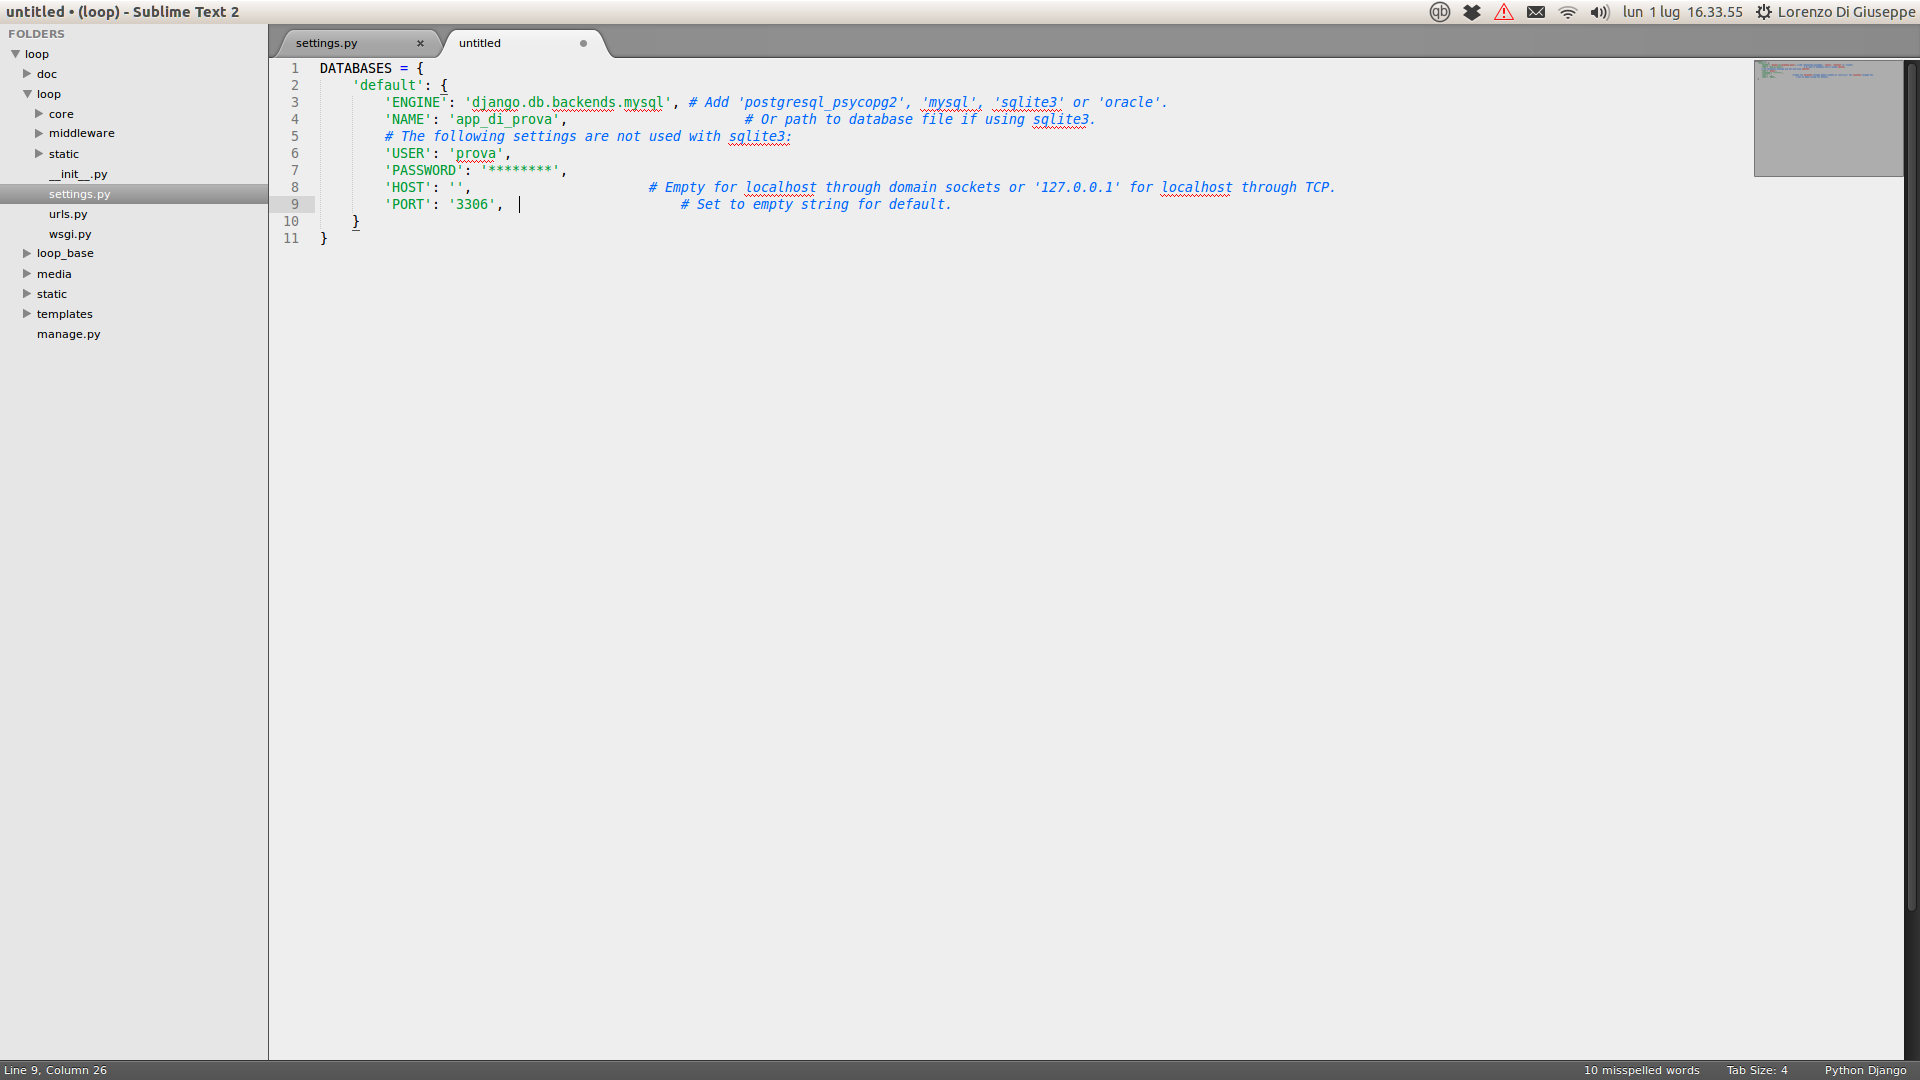 untitled • (loop) - Sublime Text 2
qb
lun 1 lug 16.33.55
Lorenzo Di Giuseppe
FOLDERS
loop
doc
loop
core
middleware
static
__init__.py
settings.py
urls.py
wsgi.py
loop_base
media
static
templates
manage.py
settings.py ×
untitled
1 DATABASES = {
2     'default': {
3         'ENGINE': 'django.db.backends.mysql', # Add 'postgresql_psycopg2', 'mysql', 'sqlite3' or 'oracle'.
4         'NAME': 'app_di_prova',                      # Or path to database file if using sqlite3.
5         # The following settings are not used with sqlite3:
6         'USER': 'prova',
7         'PASSWORD': '********',
8         'HOST': '',                      # Empty for localhost through domain sockets or '127.0.0.1' for localhost through TCP.
9         'PORT': '3306',                      # Set to empty string for default.
10     }
11 }
Line 9, Column 26
10 misspelled words
Tab Size: 4
Python Django